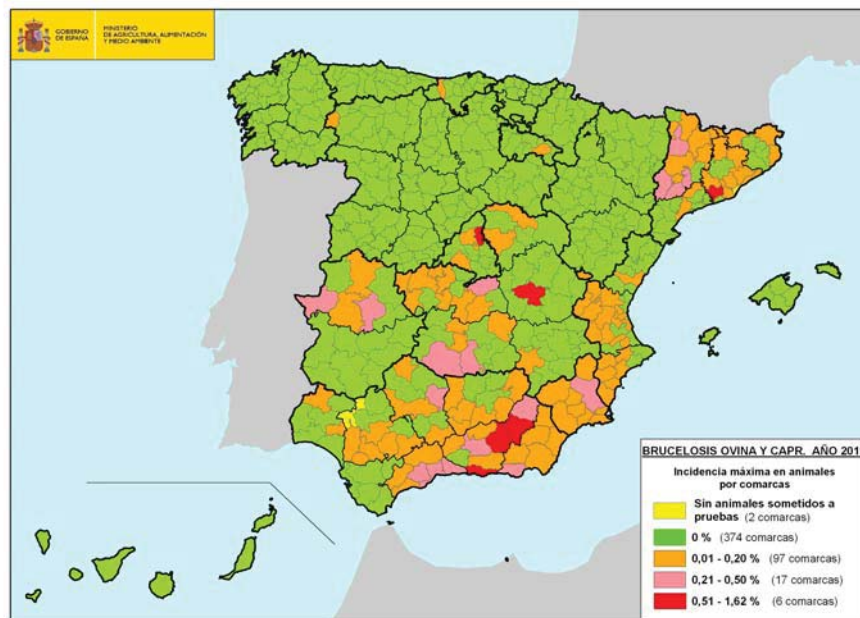 GOBIERNO
DE ESPAÑA
MINISTERIO
DE AGRICULTURA, ALIMENTACIÓN
Y MEDIO AMBIENTE
BRUCELOSIS OVINA Y CAPR. AÑO 201
Incidencia máxima en animales
por comarcas
Sin animales sometidos a
pruebas (2 comarcas)
0 % (374 comarcas)
0,01 - 0,20 % (97 comarcas)
0,21 - 0,50 % (17 comarcas)
0,51 - 1,62 % (6 comarcas)